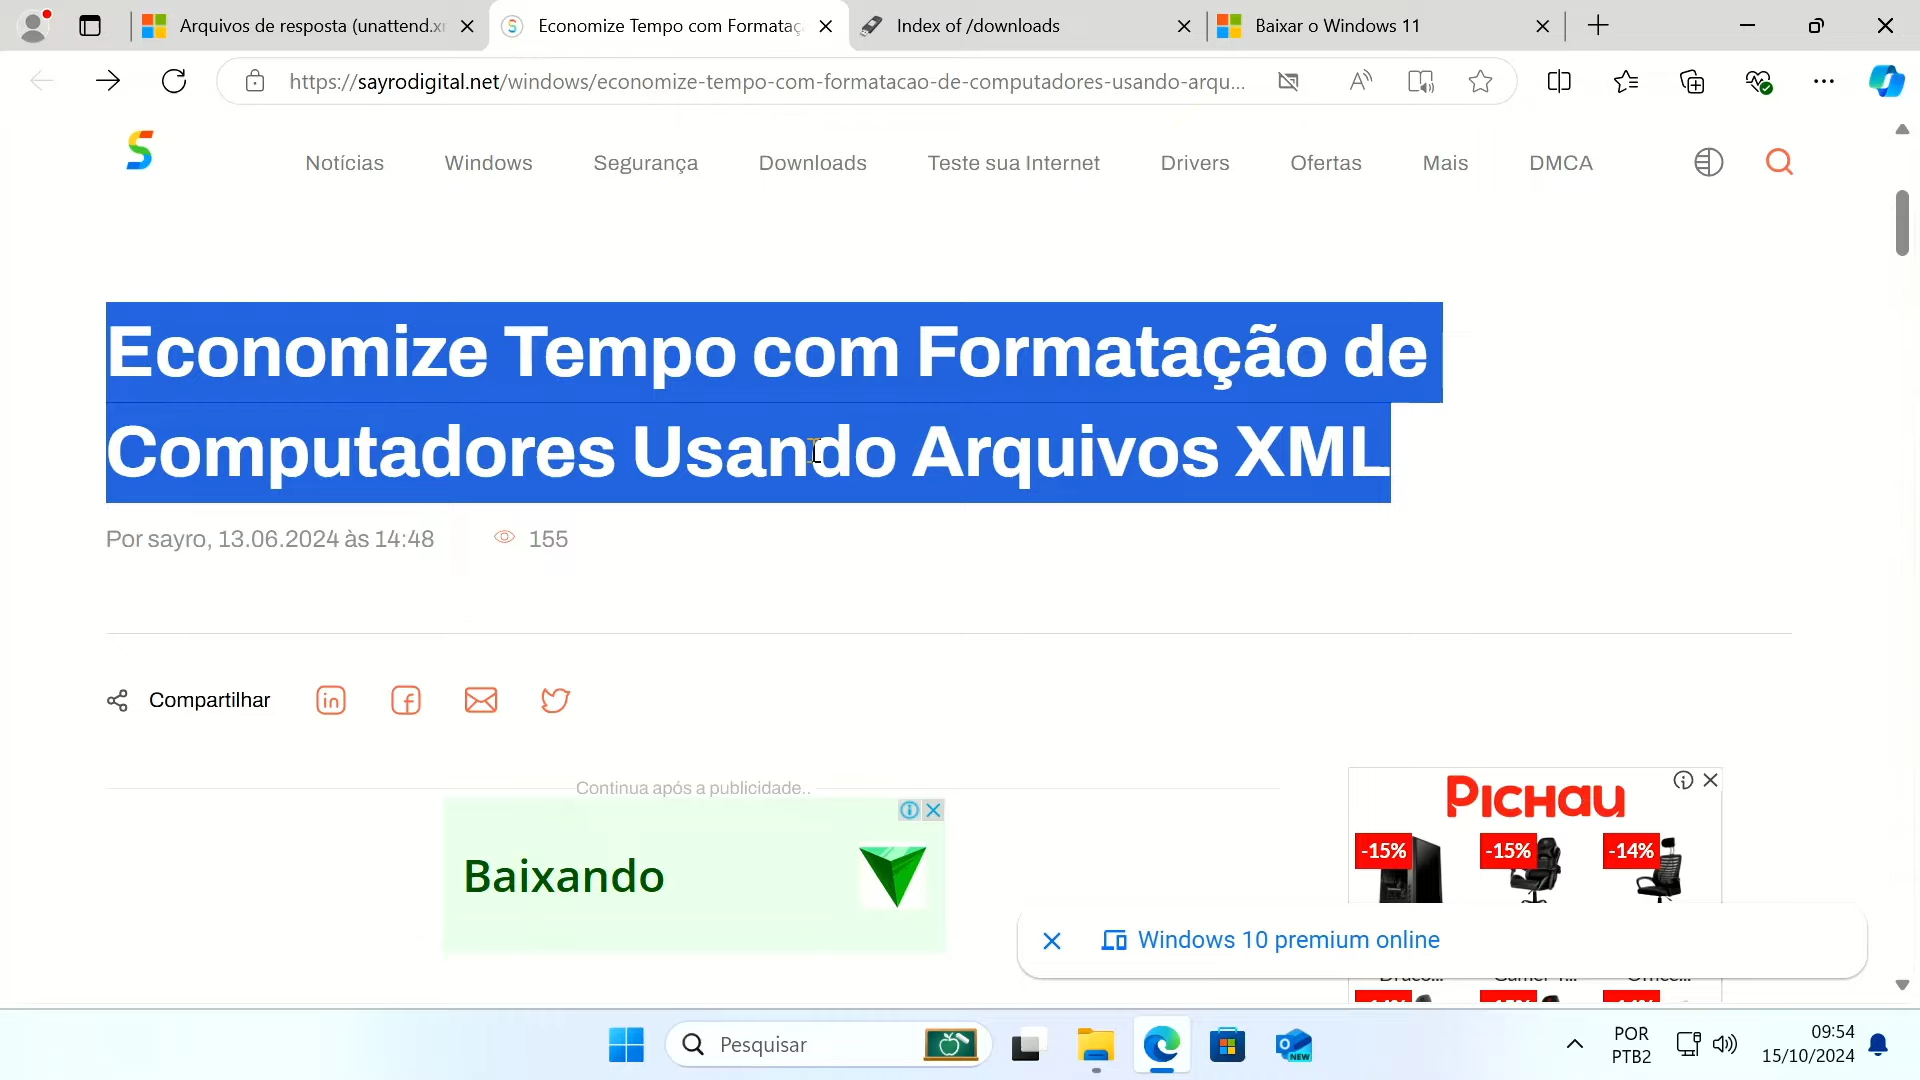 Arquivos de resposta (unattend.xr
Economize Tempo com Formataç
Index of /downloads
Baixar o Windows 11
https://sayrodigital.net/windows/economize-tempo-com-formatacao-de-computadores-usando-arqu...
S
Notícias
Windows
Segurança
Downloads
Teste sua Internet
Drivers
Ofertas
Mais
DMCA
Economize Tempo com Formatação de
Computadores Usando Arquivos XML
Por sayro, 13.06.2024 às 14:48
155
Compartilhar
Continua após a publicidade..
Baixando
PICHAU
-15%
-15%
-14%
Windows 10 premium online
Pesquisar
NEW
POR
PTB2
09:54
15/10/2024